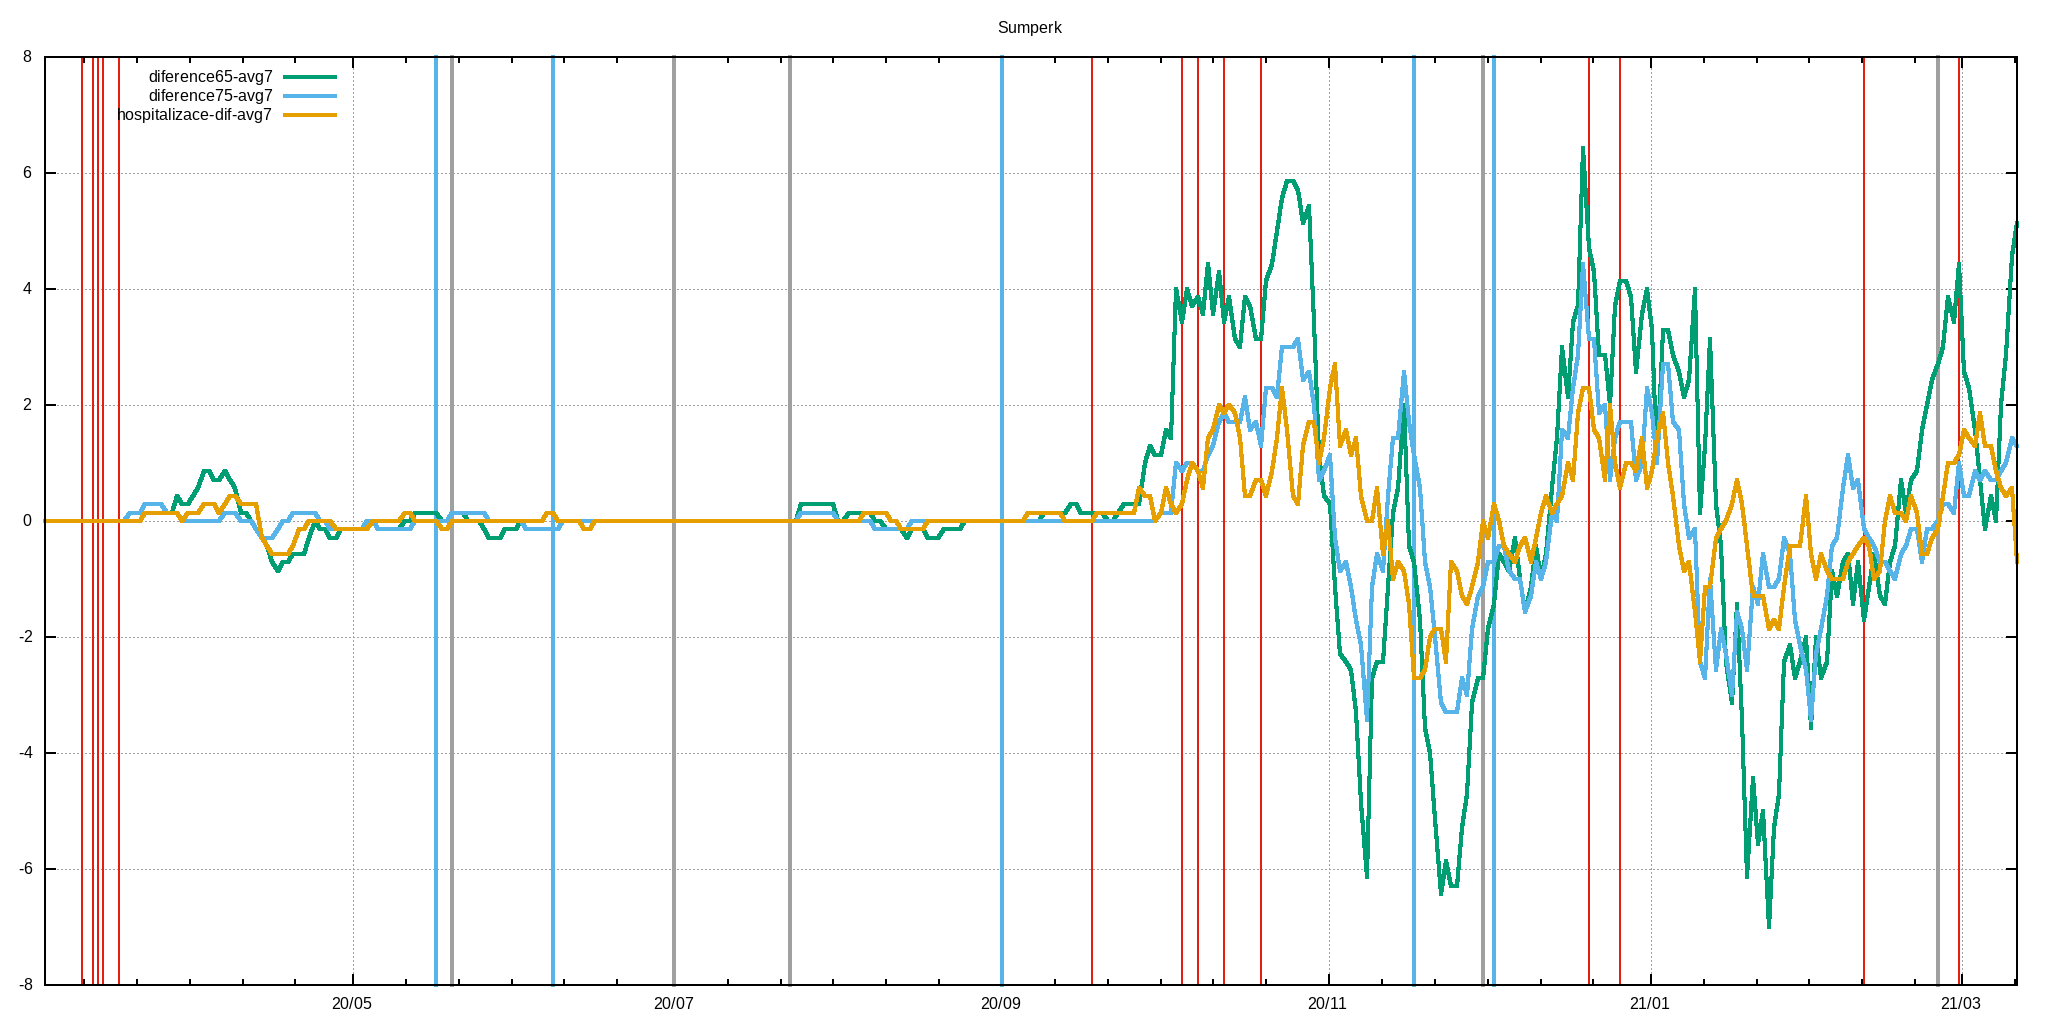 Sumperk
diference65-avg7
diference75-avg7
hospitalizace-dif-avg7
8
6
4
2
0
-2
-4
-6
-8
20/05 20/07 20/09 20/11 21/01 21/03